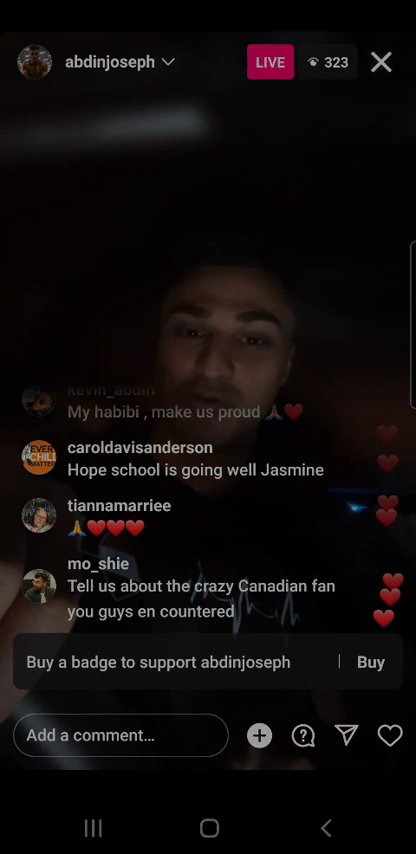 abdinjoseph
LIVE
323
kevin_abdin
My habibi , make us proud 🙏❤️
caroldavisanderson
Hope school is going well Jasmine
tiannamarriee
🙏❤️❤️❤️
mo_shie
Tell us about the crazy Canadian fan
you guys en countered
Buy a badge to support abdinjoseph
Buy
Add a comment...